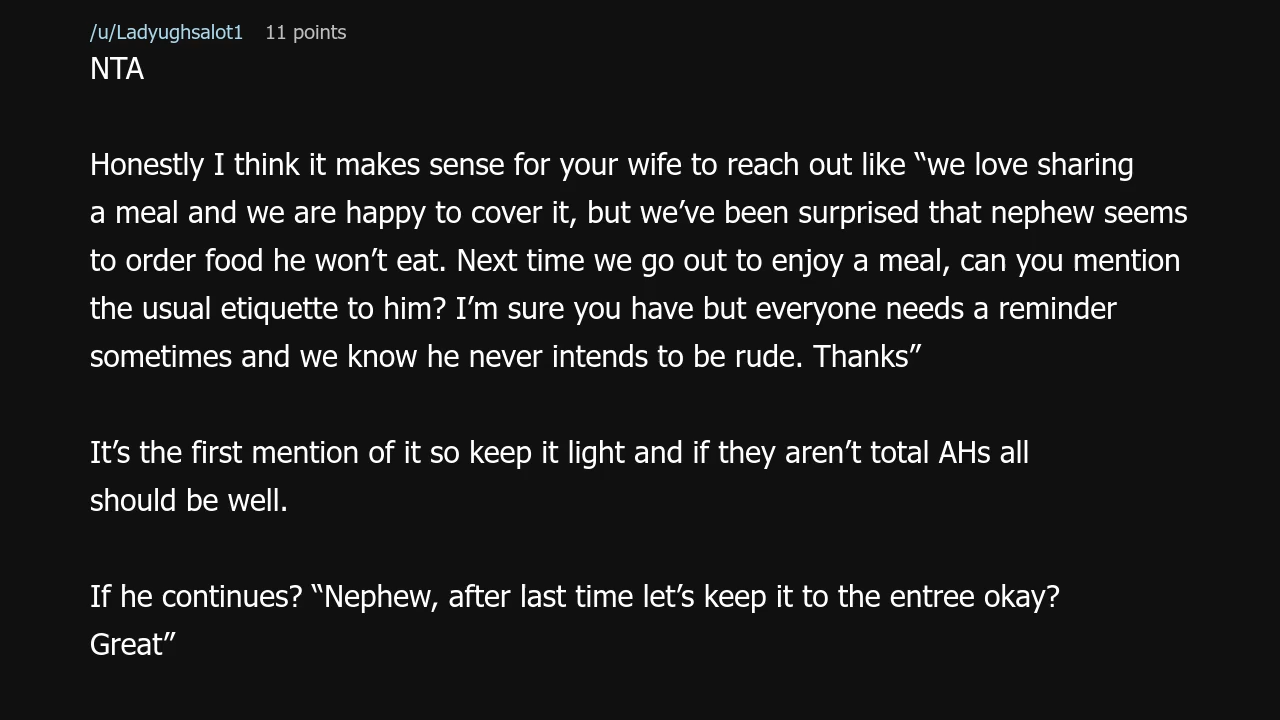 /u/Ladyughsalot1 11 points
NTA
Honestly I think it makes sense for your wife to reach out like “we love sharing
a meal and we are happy to cover it, but we’ve been surprised that nephew seems
to order food he won’t eat. Next time we go out to enjoy a meal, can you mention
the usual etiquette to him? I’m sure you have but everyone needs a reminder
sometimes and we know he never intends to be rude. Thanks”
It’s the first mention of it so keep it light and if they aren’t total AHs all
should be well.
If he continues? “Nephew, after last time let’s keep it to the entree okay?
Great”